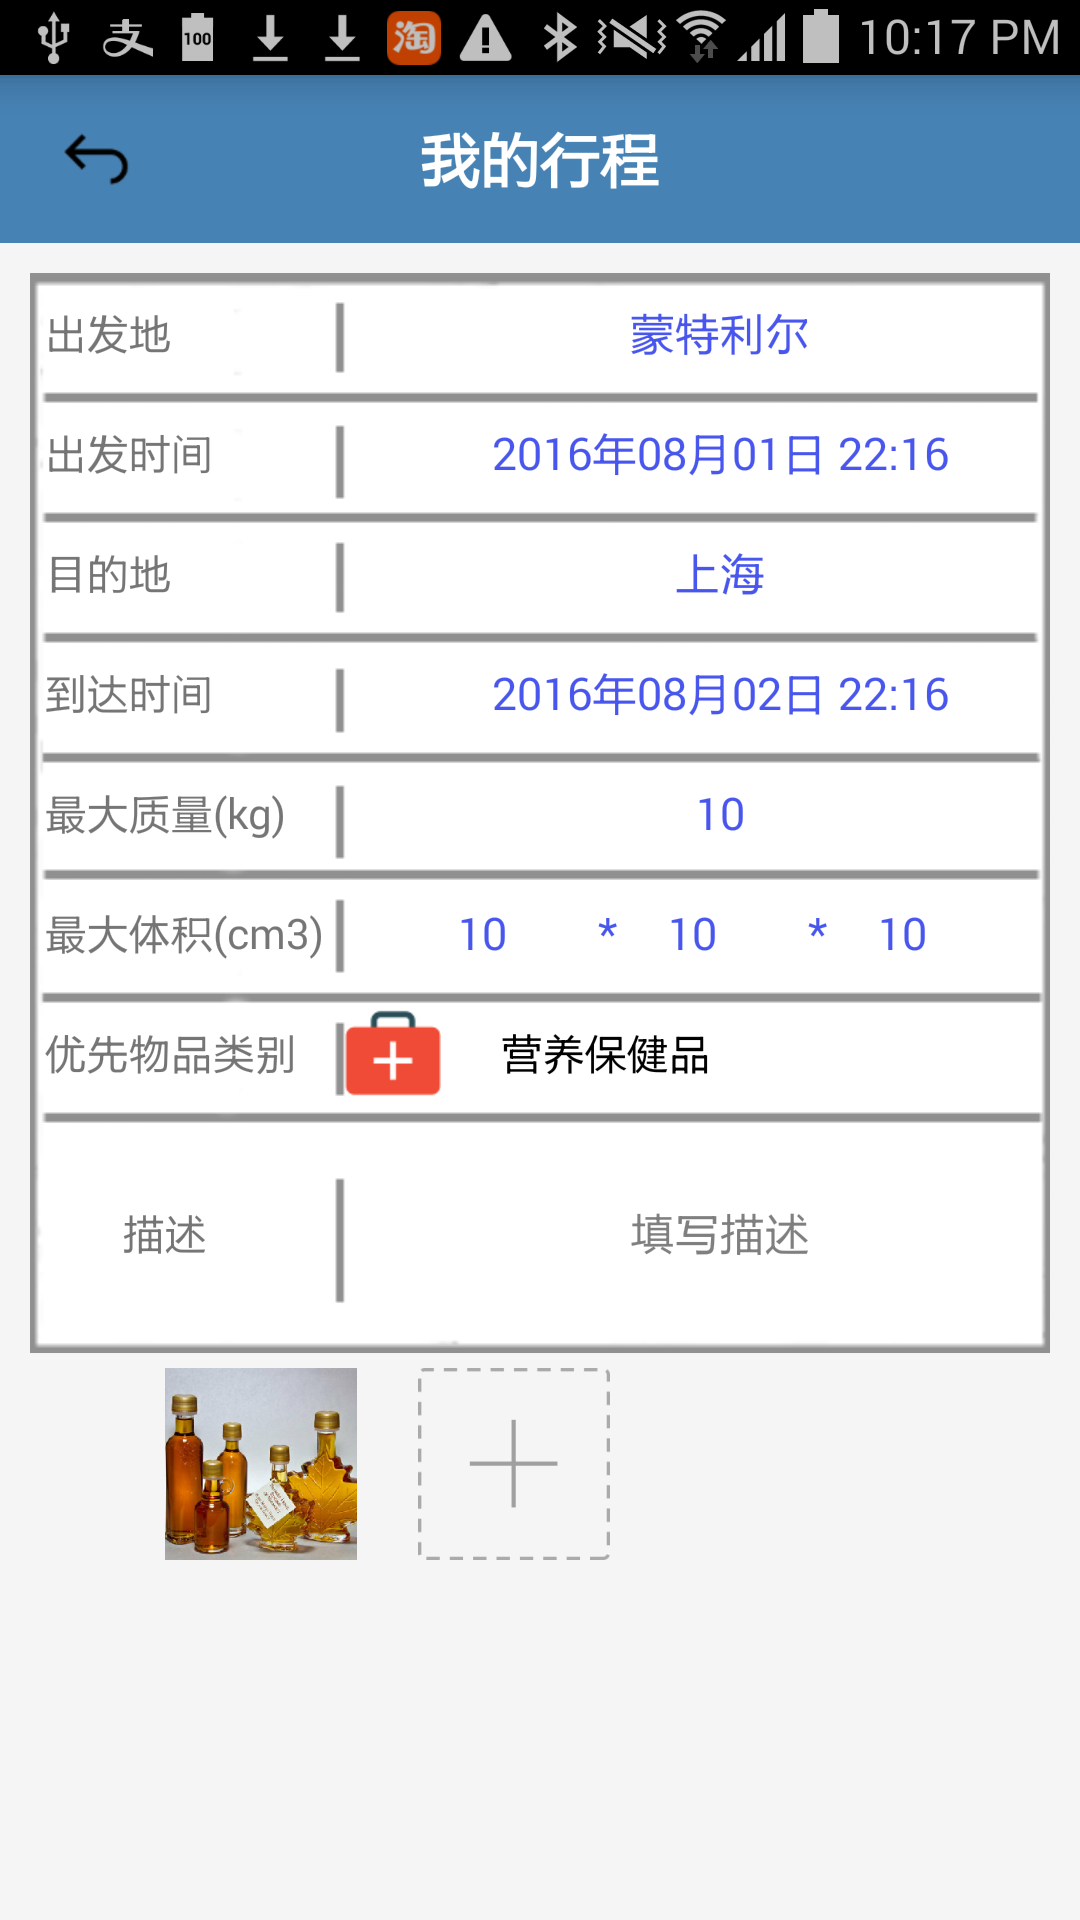 100 淘 10:17 PM
我的行程
出发地 蒙特利尔
出发时间 2016年08月01日 22:16
目的地 上海
到达时间 2016年08月02日 22:16
最大质量(kg) 10
最大体积(cm3) 10 * 10 * 10
优先物品类别 营养保健品
描述 填写描述